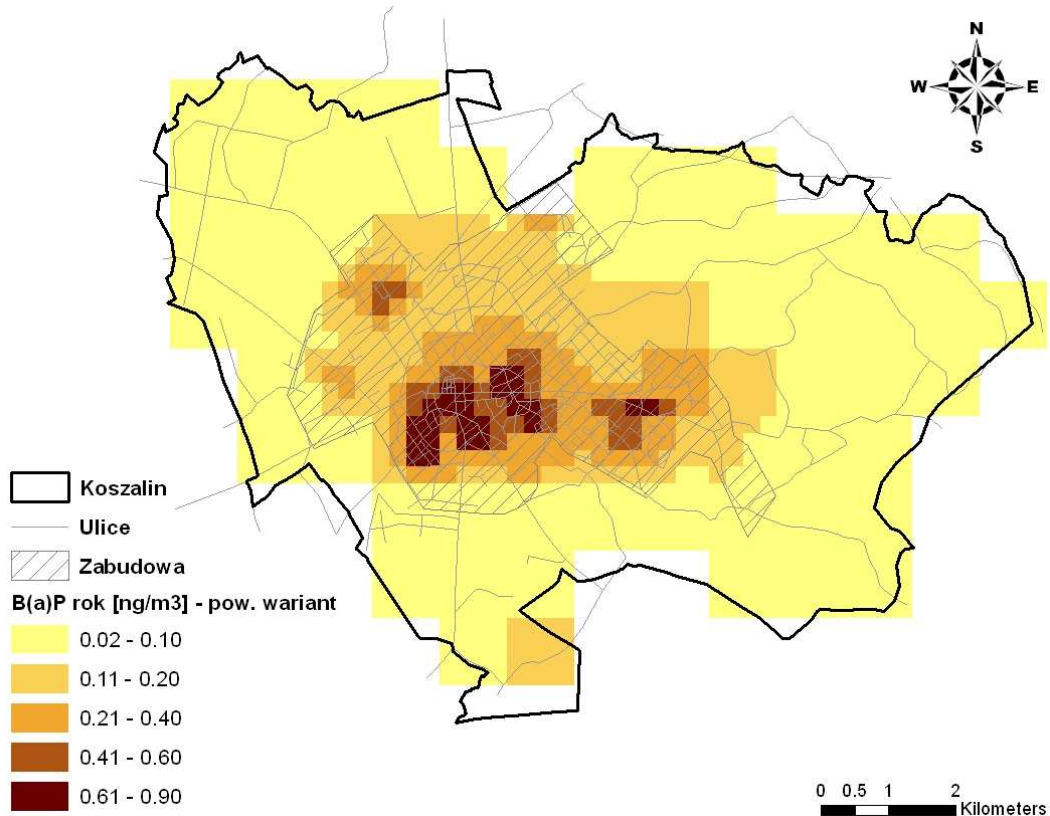 N
W E
S
Koszalin
Ulice
Zabudowa
B(a)P rok [ng/m3] - pow. wariant
0.02 - 0.10
0.11 - 0.20
0.21 - 0.40
0.41 - 0.60
0.61 - 0.90
0 0.5 1 2
Kilometers